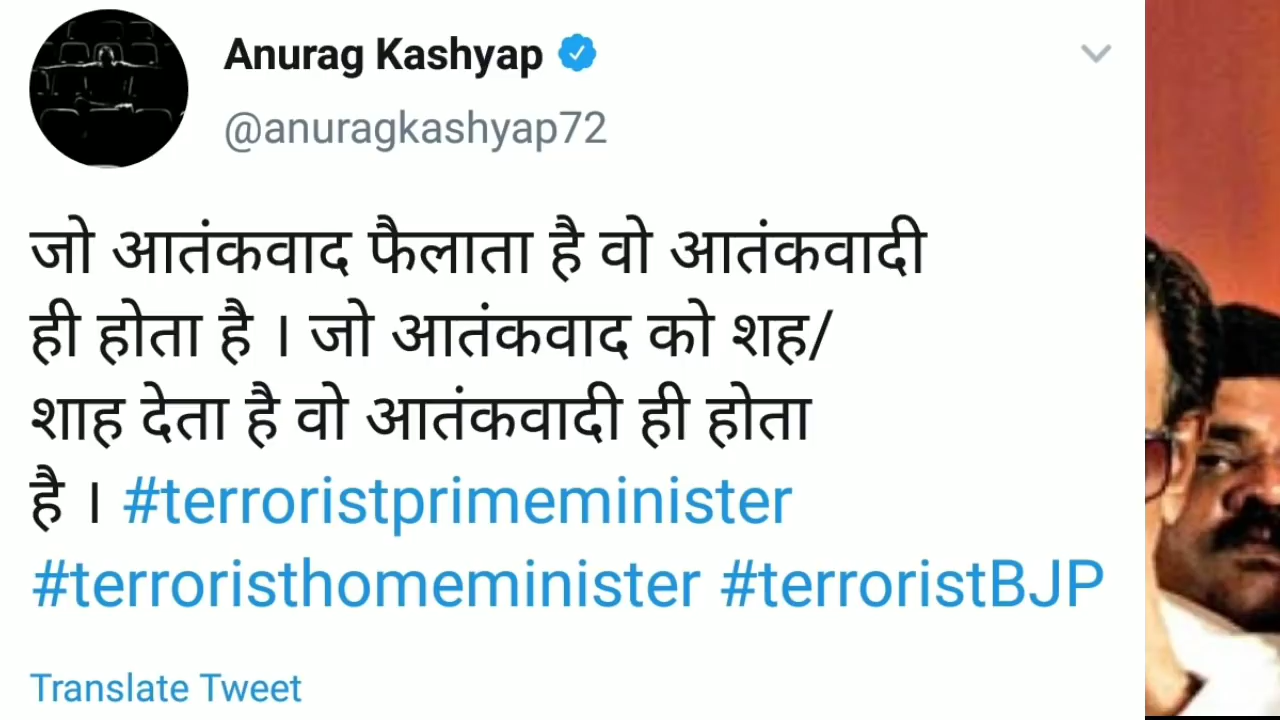 Anurag Kashyap
@anuragkashyap72
जो आतंकवाद फैलाता है वो आतंकवादी
ही होता है । जो आतंकवाद को शह/
शाह देता है वो आतंकवादी ही होता
है । #terroristprimeminister
#terroristhomeminister #terroristBJP
Translate Tweet